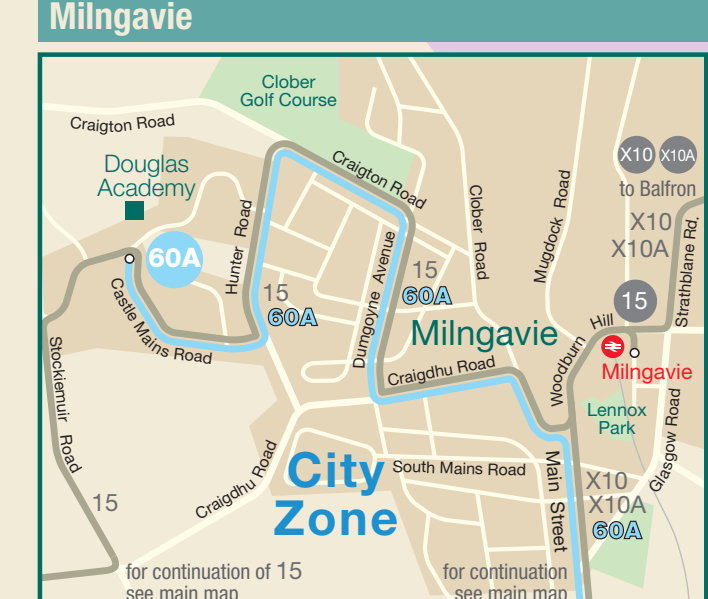 Milngavie
Clober
Golf Course
Craigton Road
Douglas
Academy
Craigton Road
X10 X10A
to Balfron
X10
X10A
Clober Road
Mugdock Road
Strathblane Rd.
60A
Hunter Road
15
60A
Dumgoyne Avenue
15
60A
15
Castle Mains Road
Milngavie
Woodburn Hill
Milngavie
Craigdhu Road
Stockiemuir Road
Lennox
Park
Glasgow Road
City
Zone
South Mains Road
Craigdhu Road
Main Street
X10
X10A
60A
15
for continuation of 15
see main map
for continuation
see main map